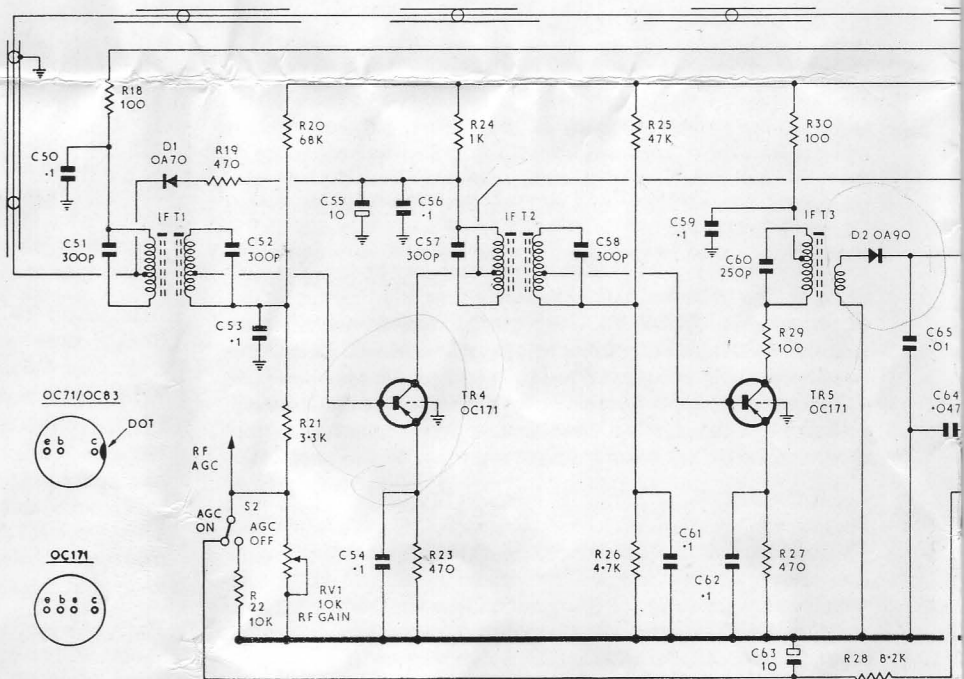 R18
100
R20
68K
R24
1K
R25
47K
R30
100
D1
OA70
R19
470
C50
·1
C55
10
C56
·1
C59
·1
IFT1
IFT2
IFT3
D2 OA90
C51
300P
C52
300P
C57
300P
C58
300P
C60
250P
C53
·1
R29
100
C65
·01
OC71/OC83
e b c
DOT
TR4
OC171
TR5
OC171
C64
·047
R21
3·3K
RF
AGC
S2
AGC
ON
AGC
OFF
OC171
e b s c
C54
·1
R23
470
R26
4·7K
C61
·1
C62
·1
R27
470
R
22
10K
RV1
10K
RF GAIN
C63
10
R28 8·2K